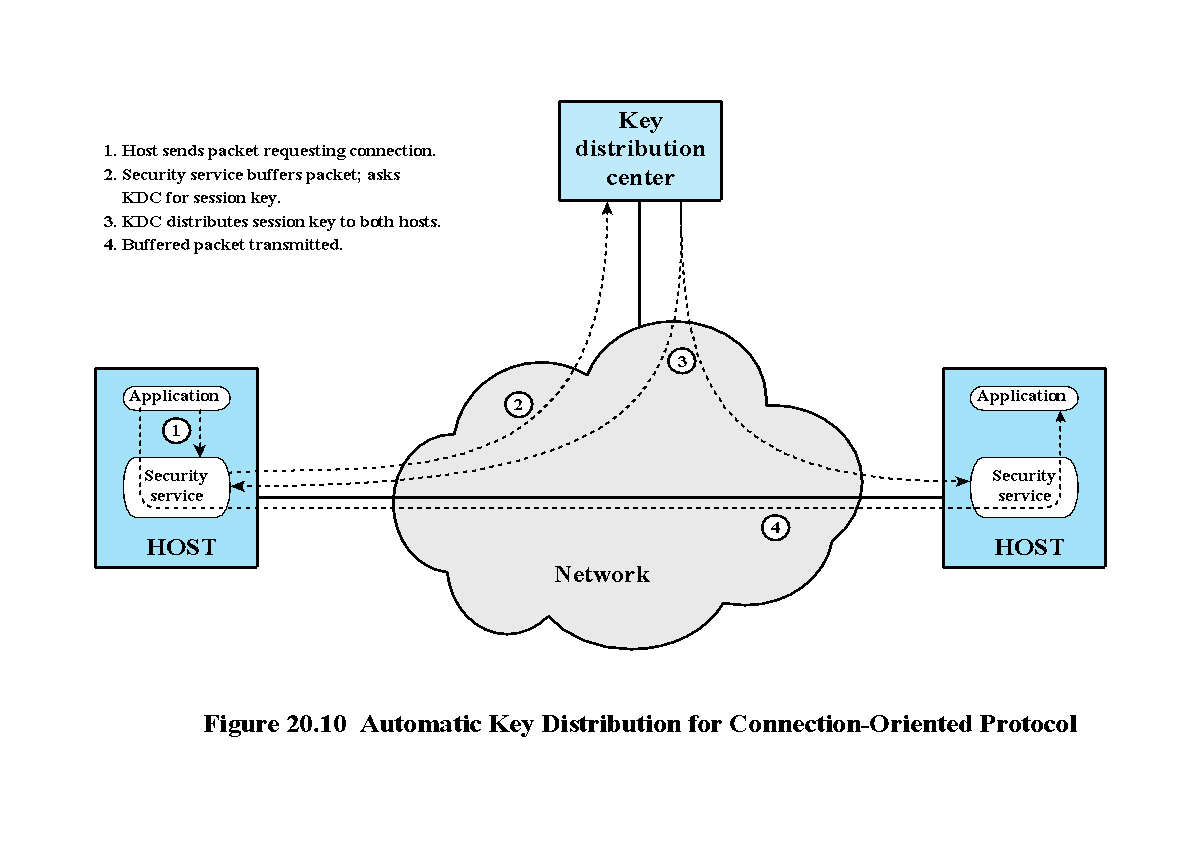 Key
distribution
center
1. Host sends packet requesting connection.
2. Security service buffers packet; asks
KDC for session key.
3. KDC distributes session key to both hosts.
4. Buffered packet transmitted.
3
2
Application
1
Security
service
HOST
Application
Security
service
HOST
4
Network
Figure 20.10 Automatic Key Distribution for Connection-Oriented Protocol